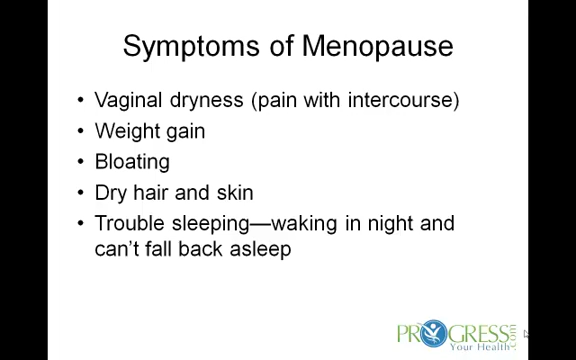 Symptoms of Menopause
• Vaginal dryness (pain with intercourse)
• Weight gain
• Bloating
• Dry hair and skin
• Trouble sleeping—waking in night and
can't fall back asleep
PROGRESS
Your Health
.com